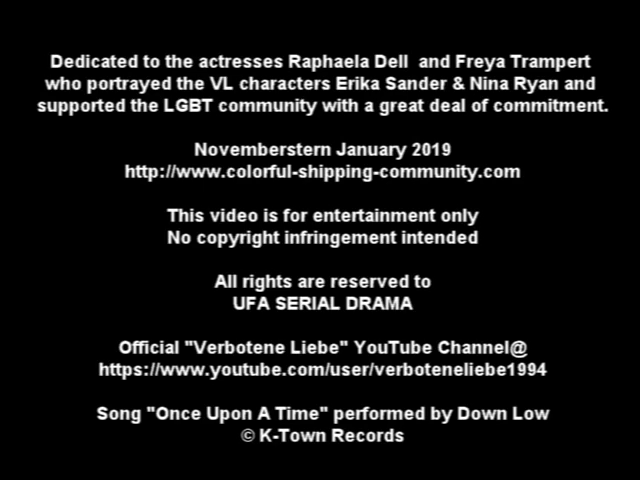 Dedicated to the actresses Raphaela Dell and Freya Trampert
who portrayed the VL characters Erika Sander & Nina Ryan and
supported the LGBT community with a great deal of commitment.
Novemberstern January 2019
http://www.colorful-shipping-community.com
This video is for entertainment only
No copyright infringement intended
All rights are reserved to
UFA SERIAL DRAMA
Official "Verbotene Liebe" YouTube Channel@
https://www.youtube.com/user/verboteneliebe1994
Song "Once Upon A Time" performed by Down Low
© K-Town Records